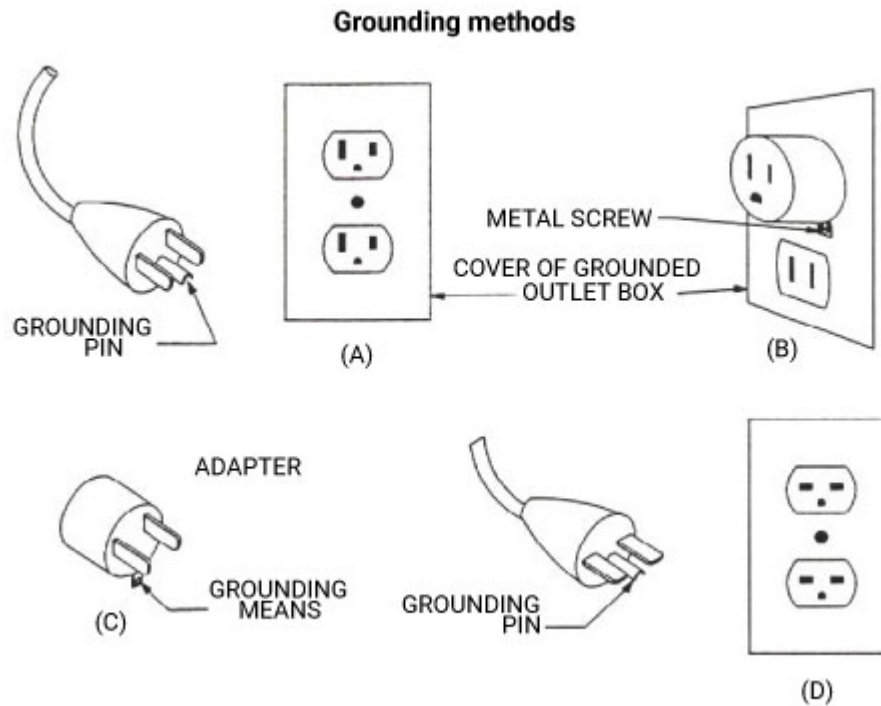 Grounding methods
METAL SCREW
COVER OF GROUNDED
OUTLET BOX
GROUNDING
PIN
(A)
(B)
ADAPTER
GROUNDING
MEANS
(C)
GROUNDING
PIN
(D)